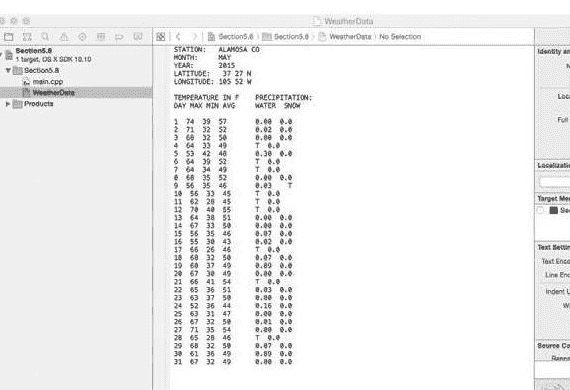 WeatherData
Section5.8
1 target, OS X SDK 10.10
Section5.8
main.cpp
WeatherData
Products
Section5.8 > Section5.8 > WeatherData > No Selection
STATION: ALAMOSA CO
MONTH: MAY
YEAR: 2015
LATITUDE: 37 27 N
LONGITUDE: 105 52 W
TEMPERATURE IN F PRECIPITATION:
DAY MAX MIN AVG WATER SNOW
1 74 39 57 0.00 0.0
2 71 32 52 0.02 0.0
3 68 32 50 0.00 0.0
4 64 33 49 T 0.0
5 53 42 48 0.30 0.0
6 64 39 52 T 0.0
7 64 34 49 T 0.0
8 68 35 52 0.00 0.0
9 56 35 46 0.03 T
10 56 33 45 T 0.0
11 62 28 45 T 0.0
12 70 40 55 T 0.0
13 64 38 51 0.00 0.0
14 67 33 50 0.00 0.0
15 56 35 46 0.07 0.0
16 55 30 43 0.02 0.0
17 66 26 46 T 0.0
18 68 32 50 0.07 0.0
19 60 37 49 0.09 0.0
20 67 30 49 0.00 0.0
21 66 41 54 T 0.0
22 65 36 51 0.03 0.0
23 63 37 50 0.00 0.0
24 52 36 44 0.16 0.0
25 63 31 47 0.00 0.0
26 67 32 50 0.01 0.0
27 71 35 54 0.00 0.0
28 65 28 46 T 0.0
29 68 32 50 0.07 0.0
30 61 36 49 0.09 0.0
31 67 32 49 0.00 0.0
Identity an
Loca
Full
Localizatio
Target Me
Se
Text Settin
Text Enco
Line End
Indent U
Source Co